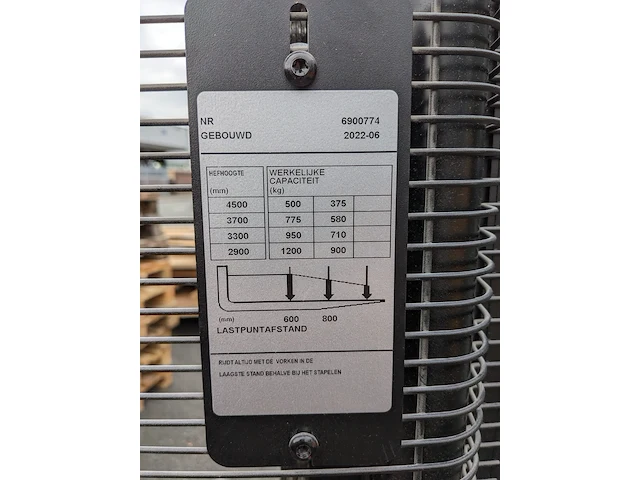 NR 6900774
GEBOUWD 2022-06
HEFHOOGTE WERKELIJKE
CAPACITEIT
(mm) (kg)
4500 500 375
3700 775 580
3300 950 710
2900 1200 900
(mm) 600 800
LASTPUNTAFSTAND
RIJDT ALTIJD MET DE VORKEN IN DE
LAAGSTE STAND BEHALVE BIJ HET STAPELEN